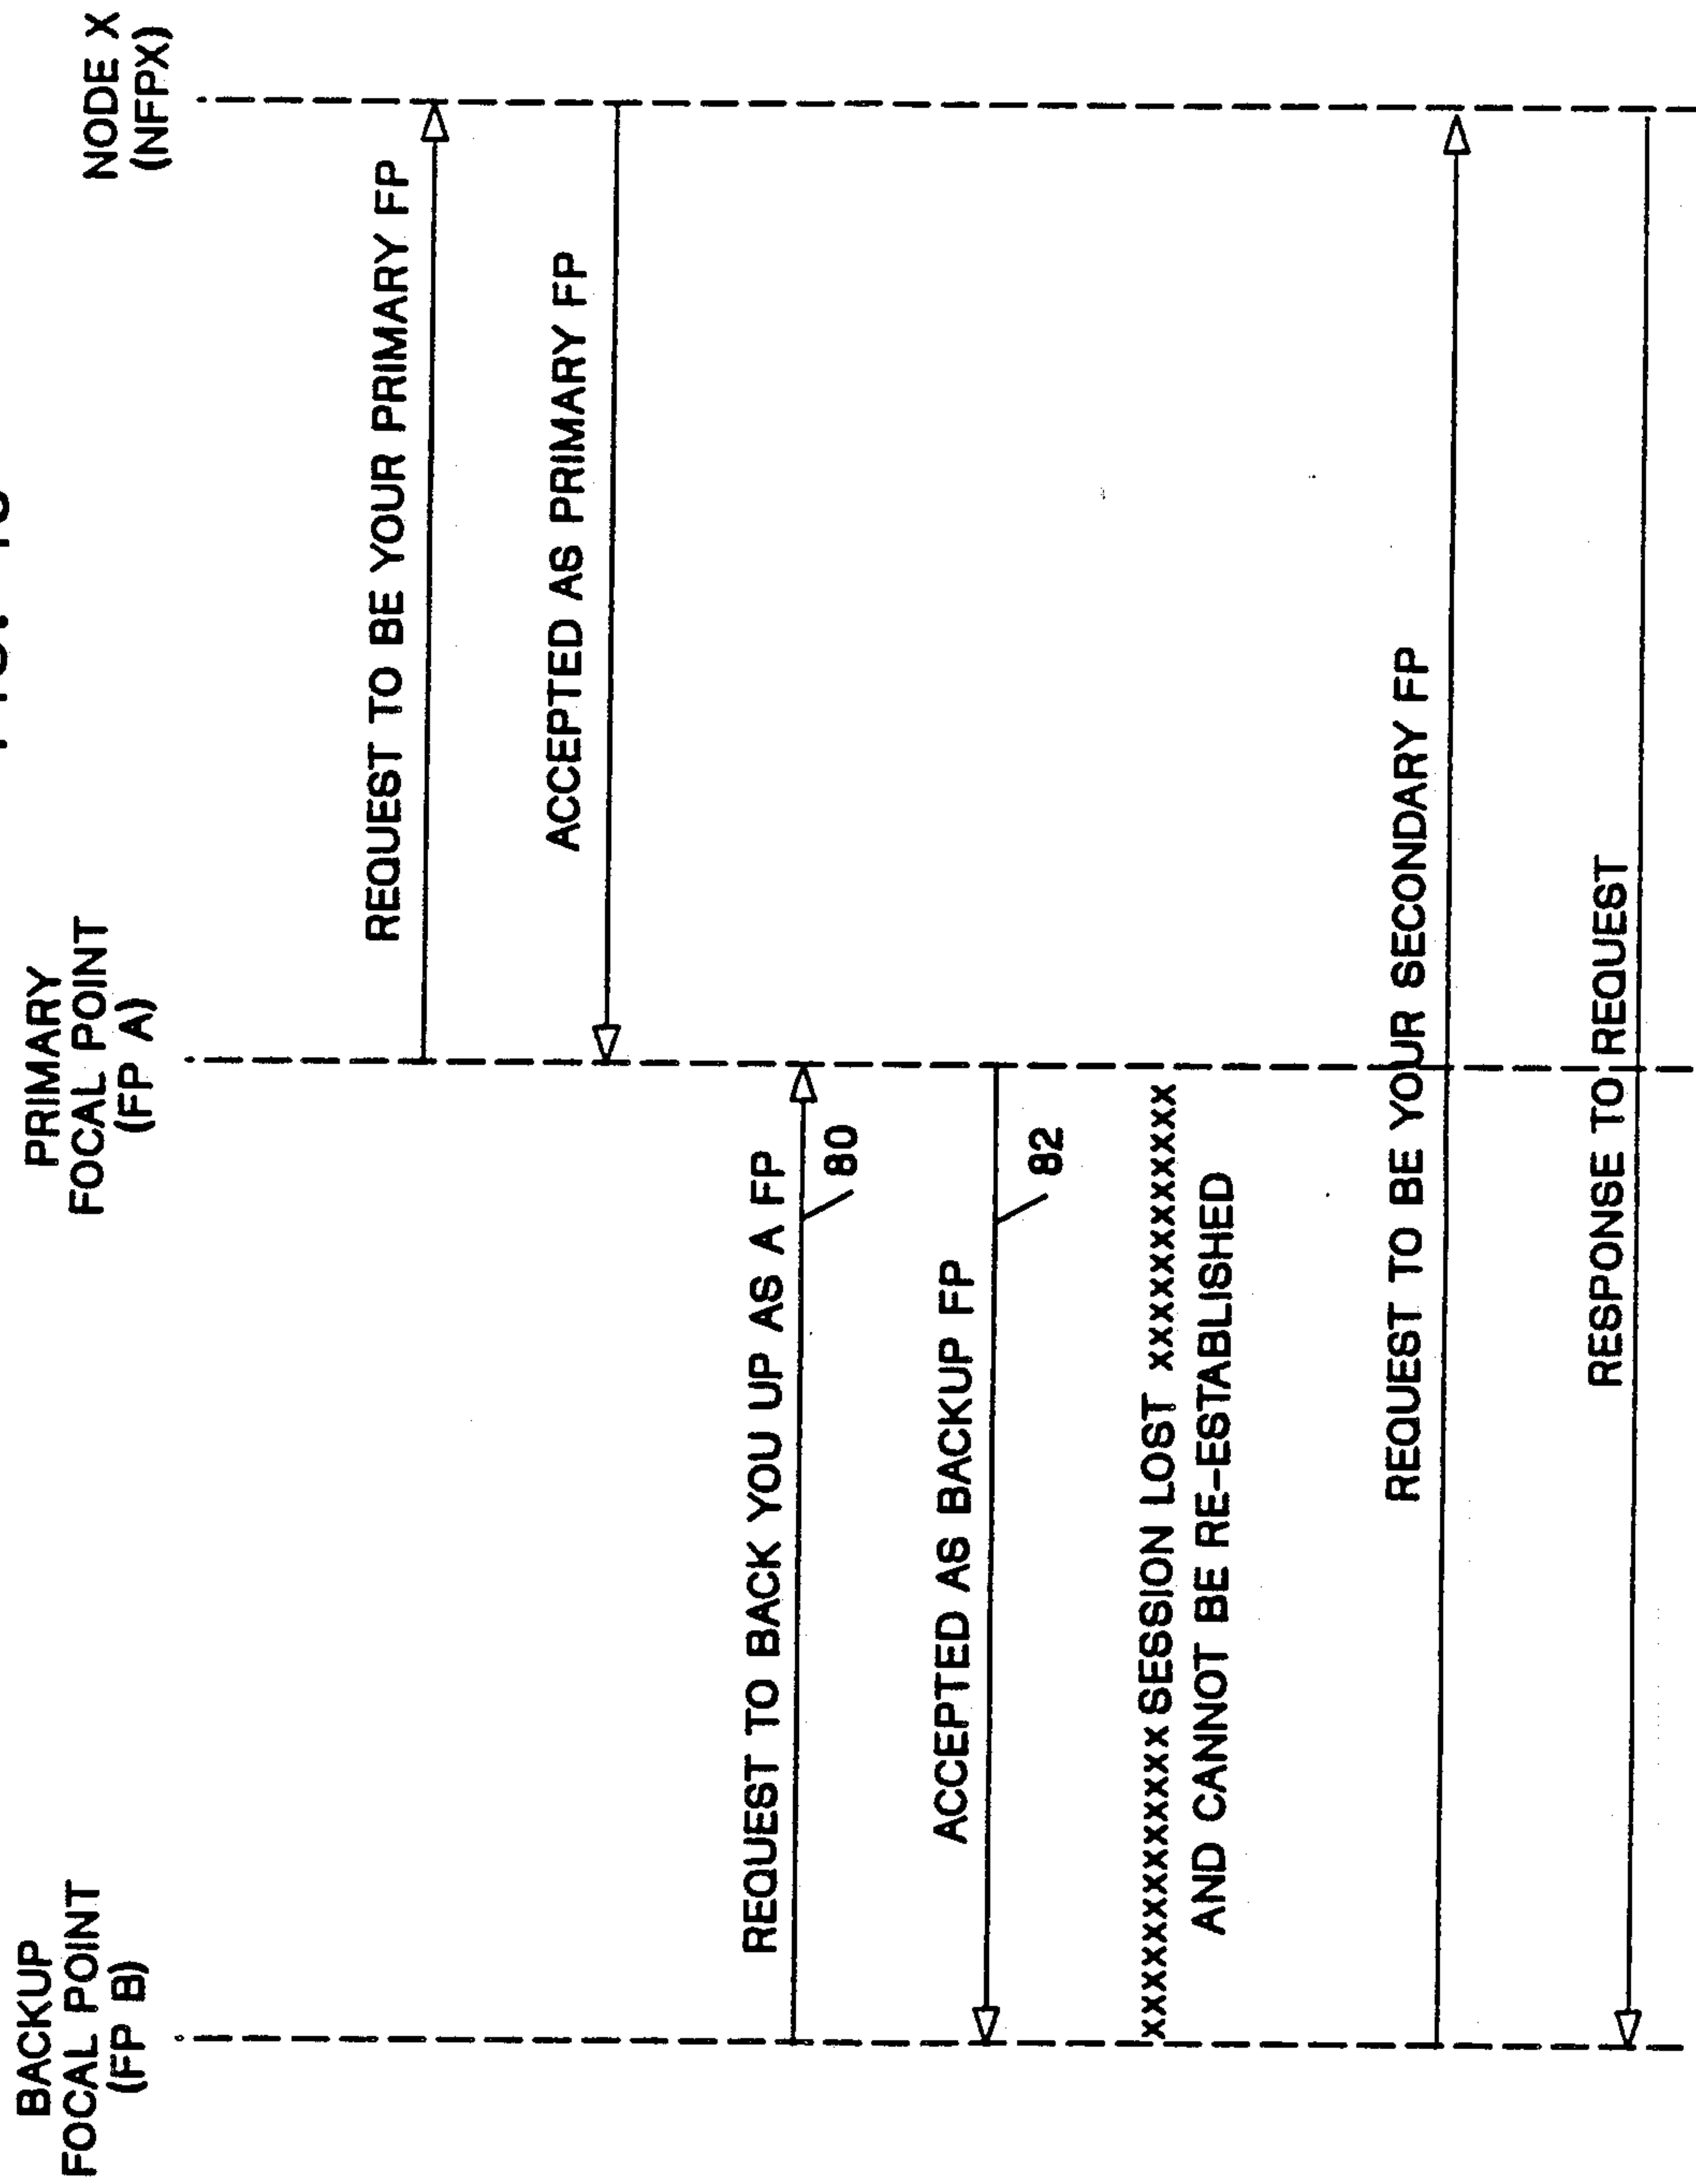 BACKUP
FOCAL POINT
(FP B)
PRIMARY
FOCAL POINT
(FP A)
NODE X
(NFPX)
REQUEST TO BE YOUR PRIMARY FP
ACCEPTED AS PRIMARY FP
REQUEST TO BACK YOU UP AS A FP
80
ACCEPTED AS BACKUP FP
82
xxxxxxxxxxxxxxxx SESSION LOST xxxxxxxxxxxxxx
AND CANNOT BE RE-ESTABLISHED
REQUEST TO BE YOUR SECONDARY FP
RESPONSE TO REQUEST